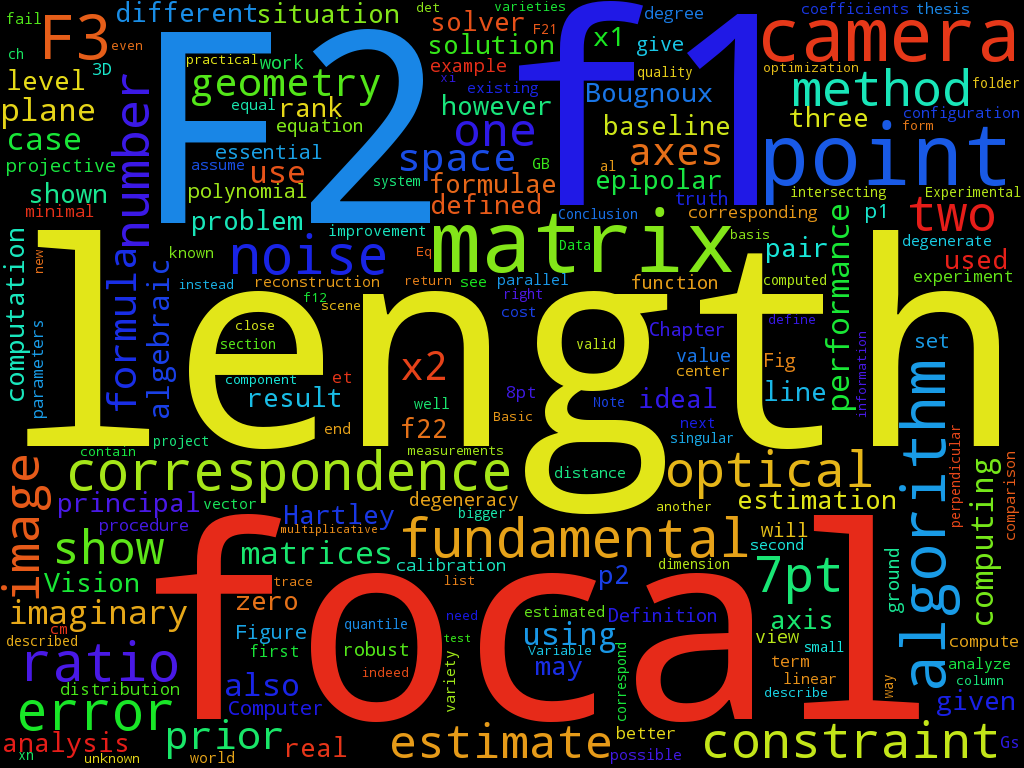 fail
F3
different
situation
det
varieties
solver
F21
degree
coefficients
thesis
ch
even
3D
practical
work
solution
x1
give
camera
level
F2
geometry
example
f1
quality
optimization
xi
existing
folder
plane
number
equal
rank
however
Bougnoux
method
equation
one
baseline
three
configuration
form
case
essential
space
axes
point
projective
assume
use
GB
al
epipolar
shown
polynomial
system
formulae
truth
intersecting
Experimental
minimal
problem
defined
Conclusion
corresponding
p1
two
improvement
matrix
Data
basis
pair
degenerate
new
known
noise
Eq
performance
used
computation
formulan
algebraic
instead
reconstruction
return
see
parallel
function
computed
experiment
f12
scene
right
length
parameters
close
cost
Chapter
define
section
valid
value
Fig
information
set
component
et
x2
center
result
well
8pt
Note
ideal
line
end
f22
Basic
next
singular
algorithm
contain
project
measurements
perpendicular
correspondence
distance
optical
comparison
image
principal
vector
degeneracy
another
estimation
computing
procedure
Hartley
bigger
multiplicative
show
matrices
fundamental
will
second
calibration
dimension
7pt
ground
Vision
trace
list
p2
imaginary
zero
focal
estimated
need
Definition
axis
cm
described
Figure
quantile
using
test
view
small
compute
first
robust
Variable
ratio
indeed
may
term
analyze
linear
column
distribution
also
variety
correspond
describe
way
error
Computer
given
analysis
prior
real
estimate
better
constraint
Gs
xn
unknown
world
possible